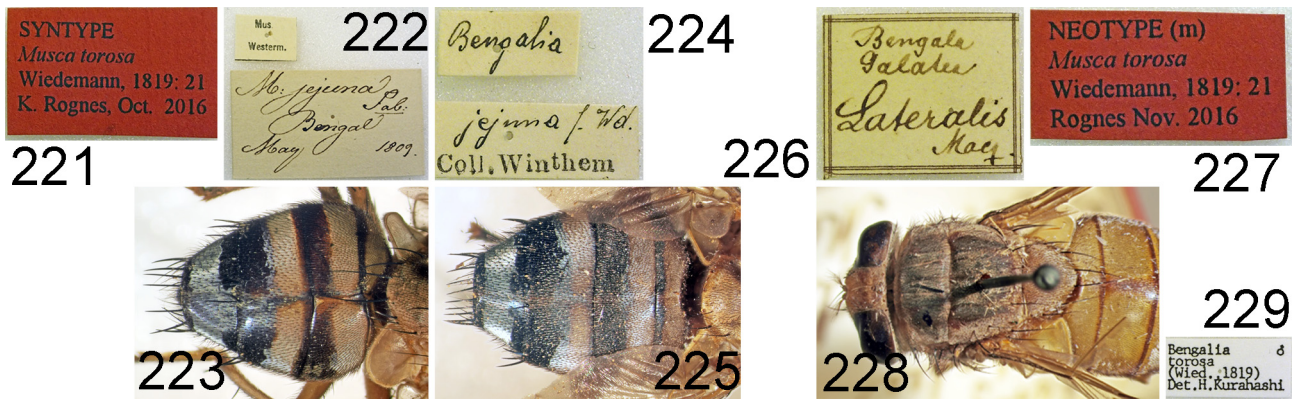 SYNTYPE
Musca torosa
Wiedemann, 1819: 21
K. Rognes, Oct. 2016
221
Mus.
Westerm.
222
M: jejuna
Fab:
Bengal
May 1809.
Bengalia
224
jejuna f. Wd.
Coll. Winthem
226
Bengala
Galatea
Lateralis
Macq.
NEOTYPE (m)
Musca torosa
Wiedemann, 1819: 21
Rognes Nov. 2016
227
223
225
228
229
Bengalia ♂
torosa
(Wied., 1819)
Det.H.Kurahashi